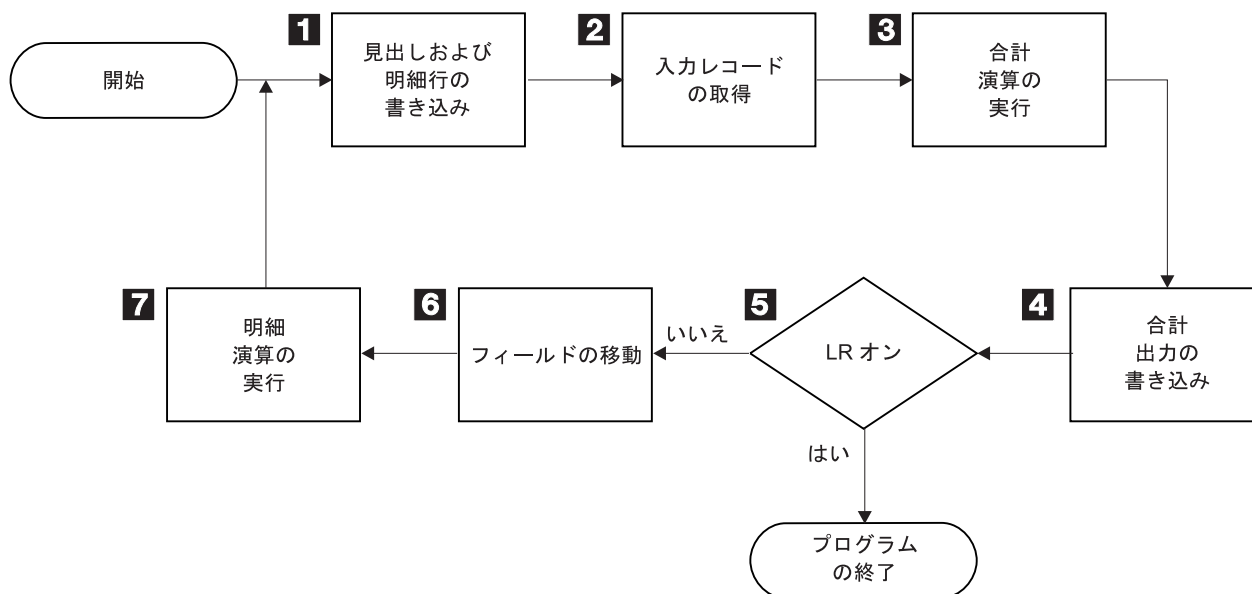 開始
1
見出しおよび
明細行の
書き込み
2
入力レコード
の取得
3
合計
演算の
実行
4
合計
出力の
書き込み
5
LR オン
いいえ
はい
6
フィールドの移動
7
明細
演算の
実行
プログラム
の終了